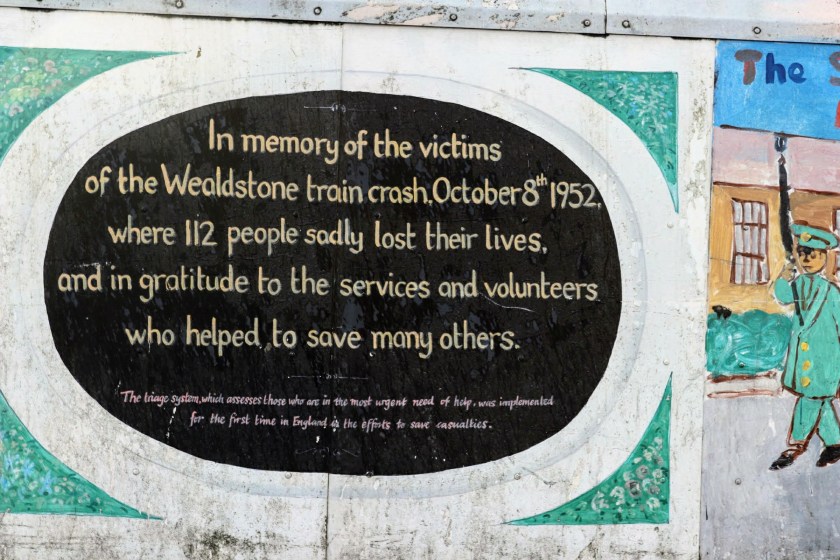 In memory of the victims
of the Wealdstone train crash, October 8th 1952,
where 112 people sadly lost their lives,
and in gratitude to the services and volunteers
who helped to save many others.
The triage system, which assesses those who are in the most urgent need of help, was implemented
for the first time in England in the efforts to save casualties.
The